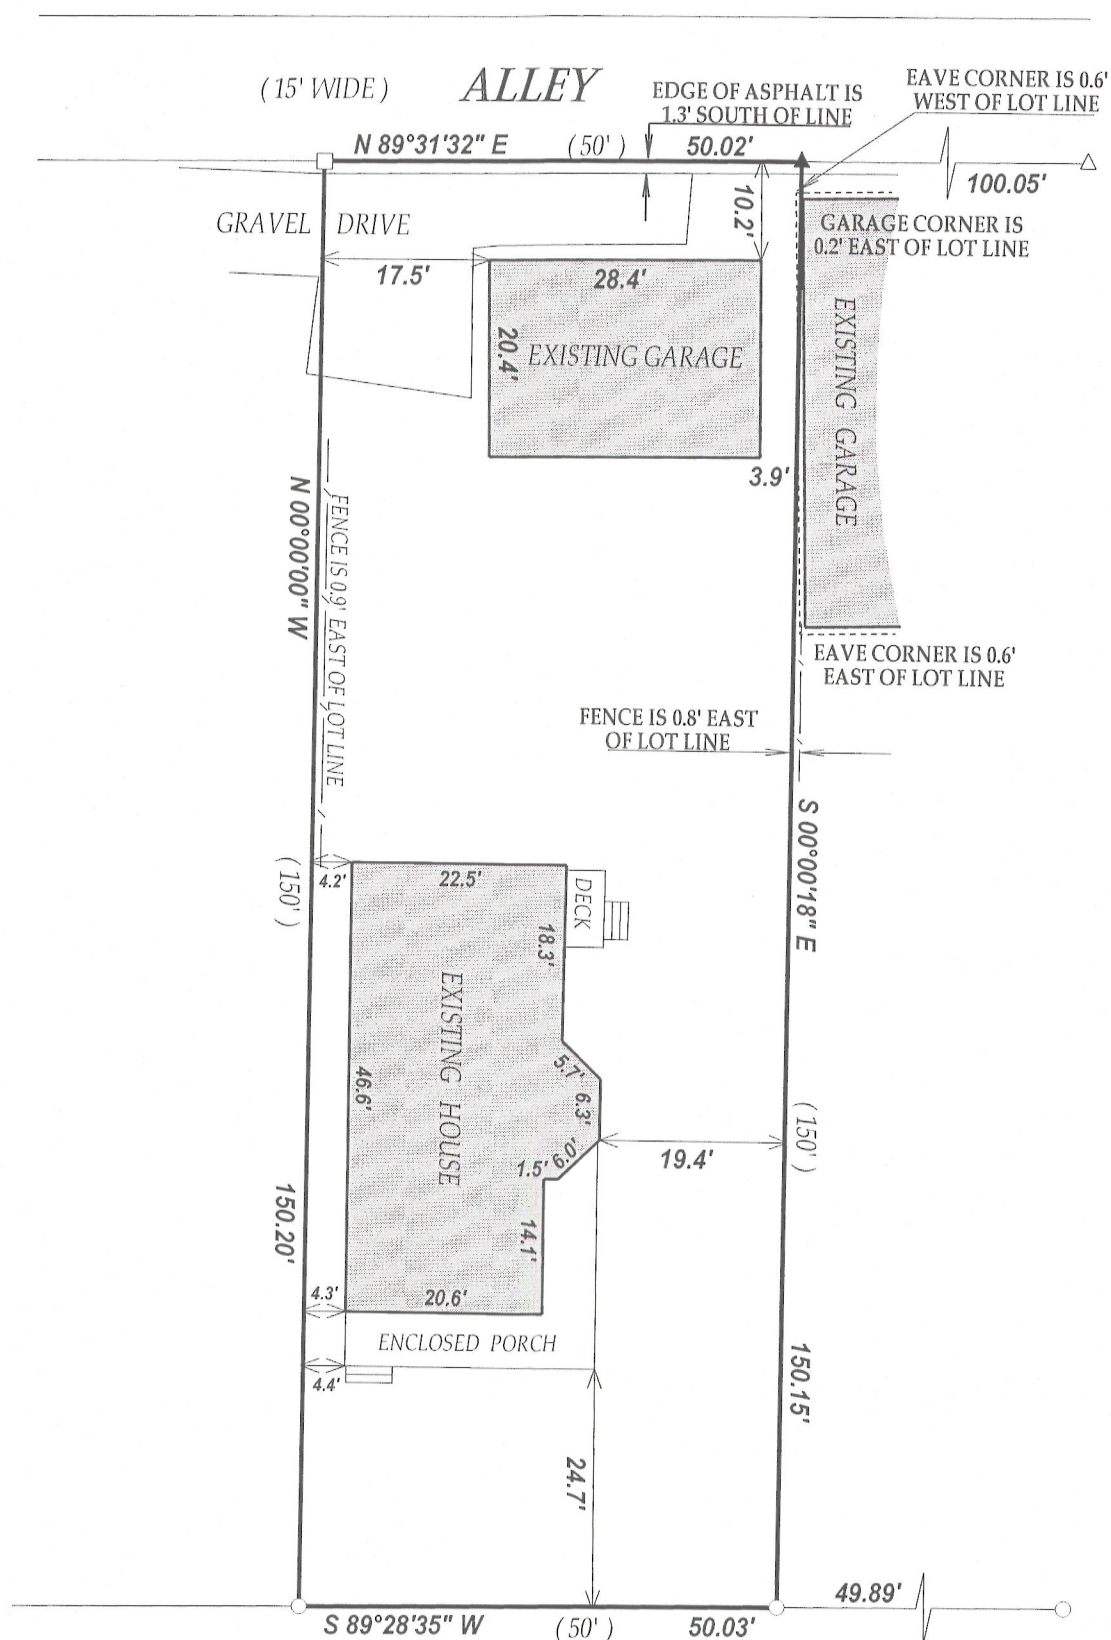 ( 15' WIDE )
ALLEY
EDGE OF ASPHALT IS
1.3' SOUTH OF LINE
EAVE CORNER IS 0.6'
WEST OF LOT LINE
N 89°31'32" E
( 50' )
50.02'
100.05'
GRAVEL DRIVE
10.2'
GARAGE CORNER IS
0.2' EAST OF LOT LINE
17.5'
28.4'
20.4'
EXISTING GARAGE
EXISTING GARAGE
3.9'
N 00°00'00" W
FENCE IS 0.9' EAST OF LOT LINE
EAVE CORNER IS 0.6'
EAST OF LOT LINE
FENCE IS 0.8' EAST
OF LOT LINE
S 00°00'18" E
( 150' )
4.2'
22.5'
DECK
18.3'
EXISTING HOUSE
46.6'
5.7'
6.3'
6.0'
1.5'
19.4'
( 150' )
14.1'
150.20'
4.3'
20.6'
ENCLOSED PORCH
4.4'
150.15'
24.7'
49.89'
S 89°28'35" W
( 50' )
50.03'